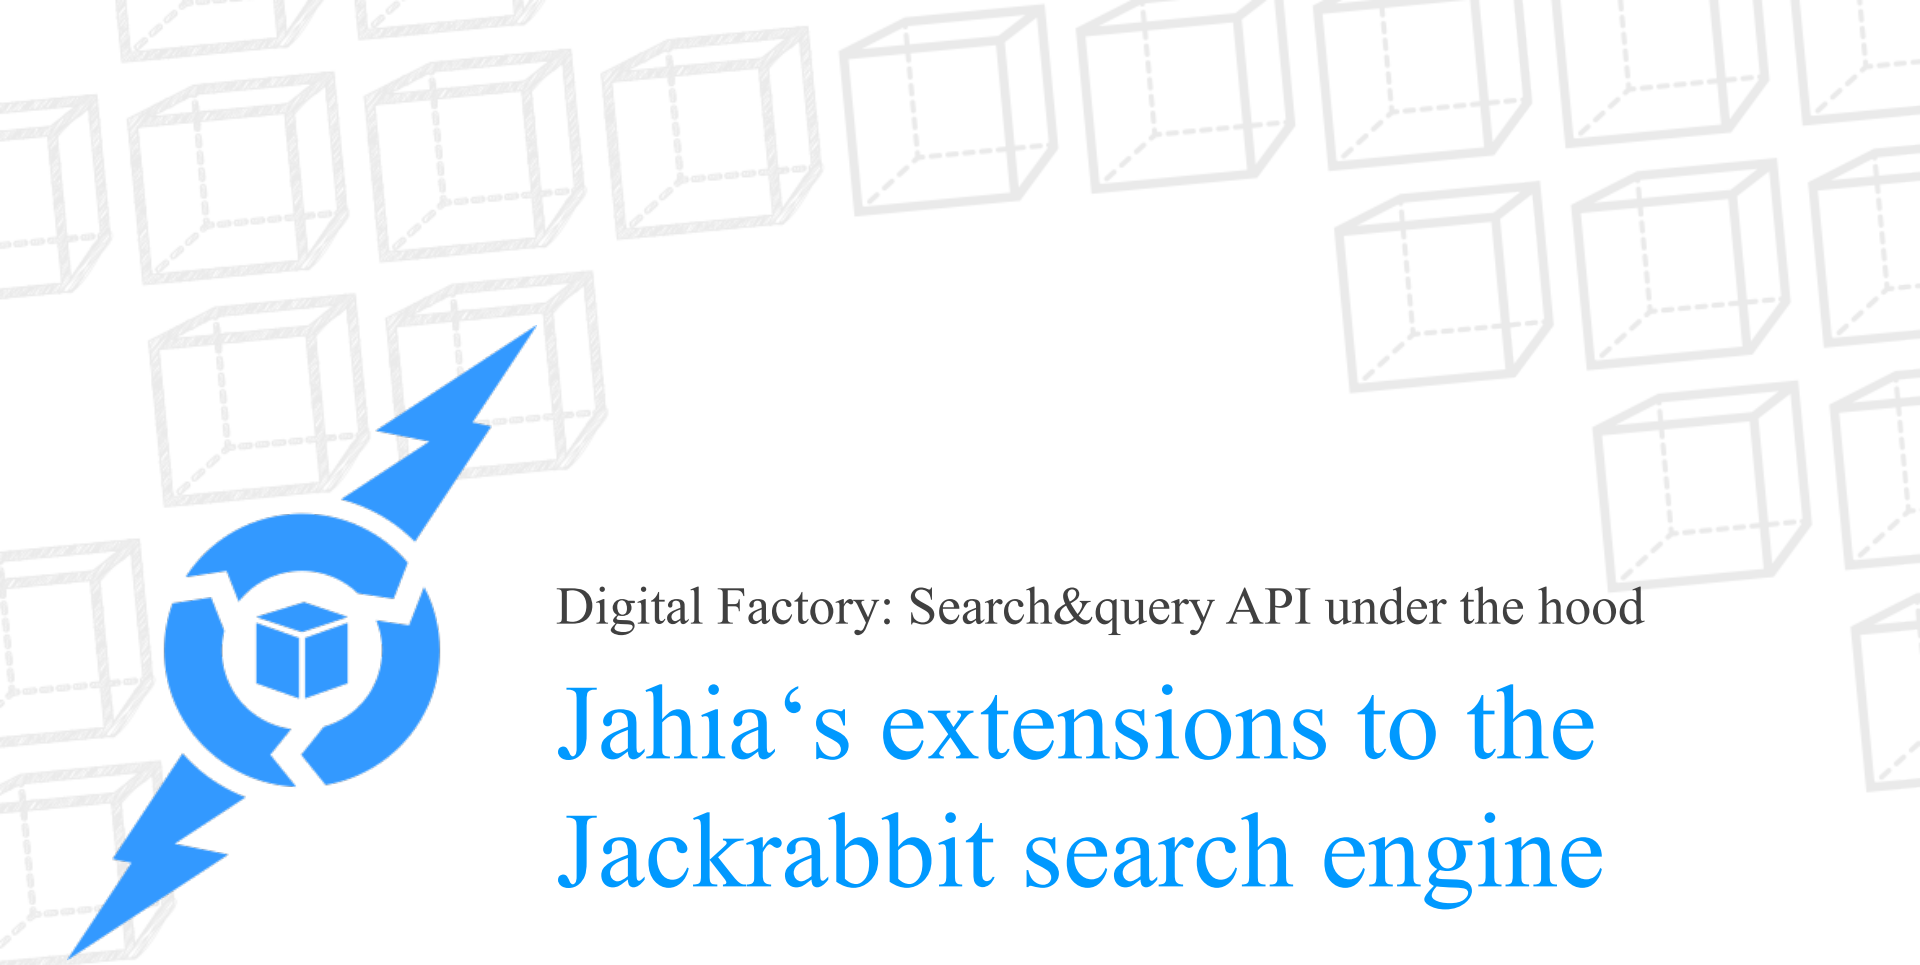 Digital Factory: Search&query API under the hood
Jahia‘s extensions to the
Jackrabbit search engine